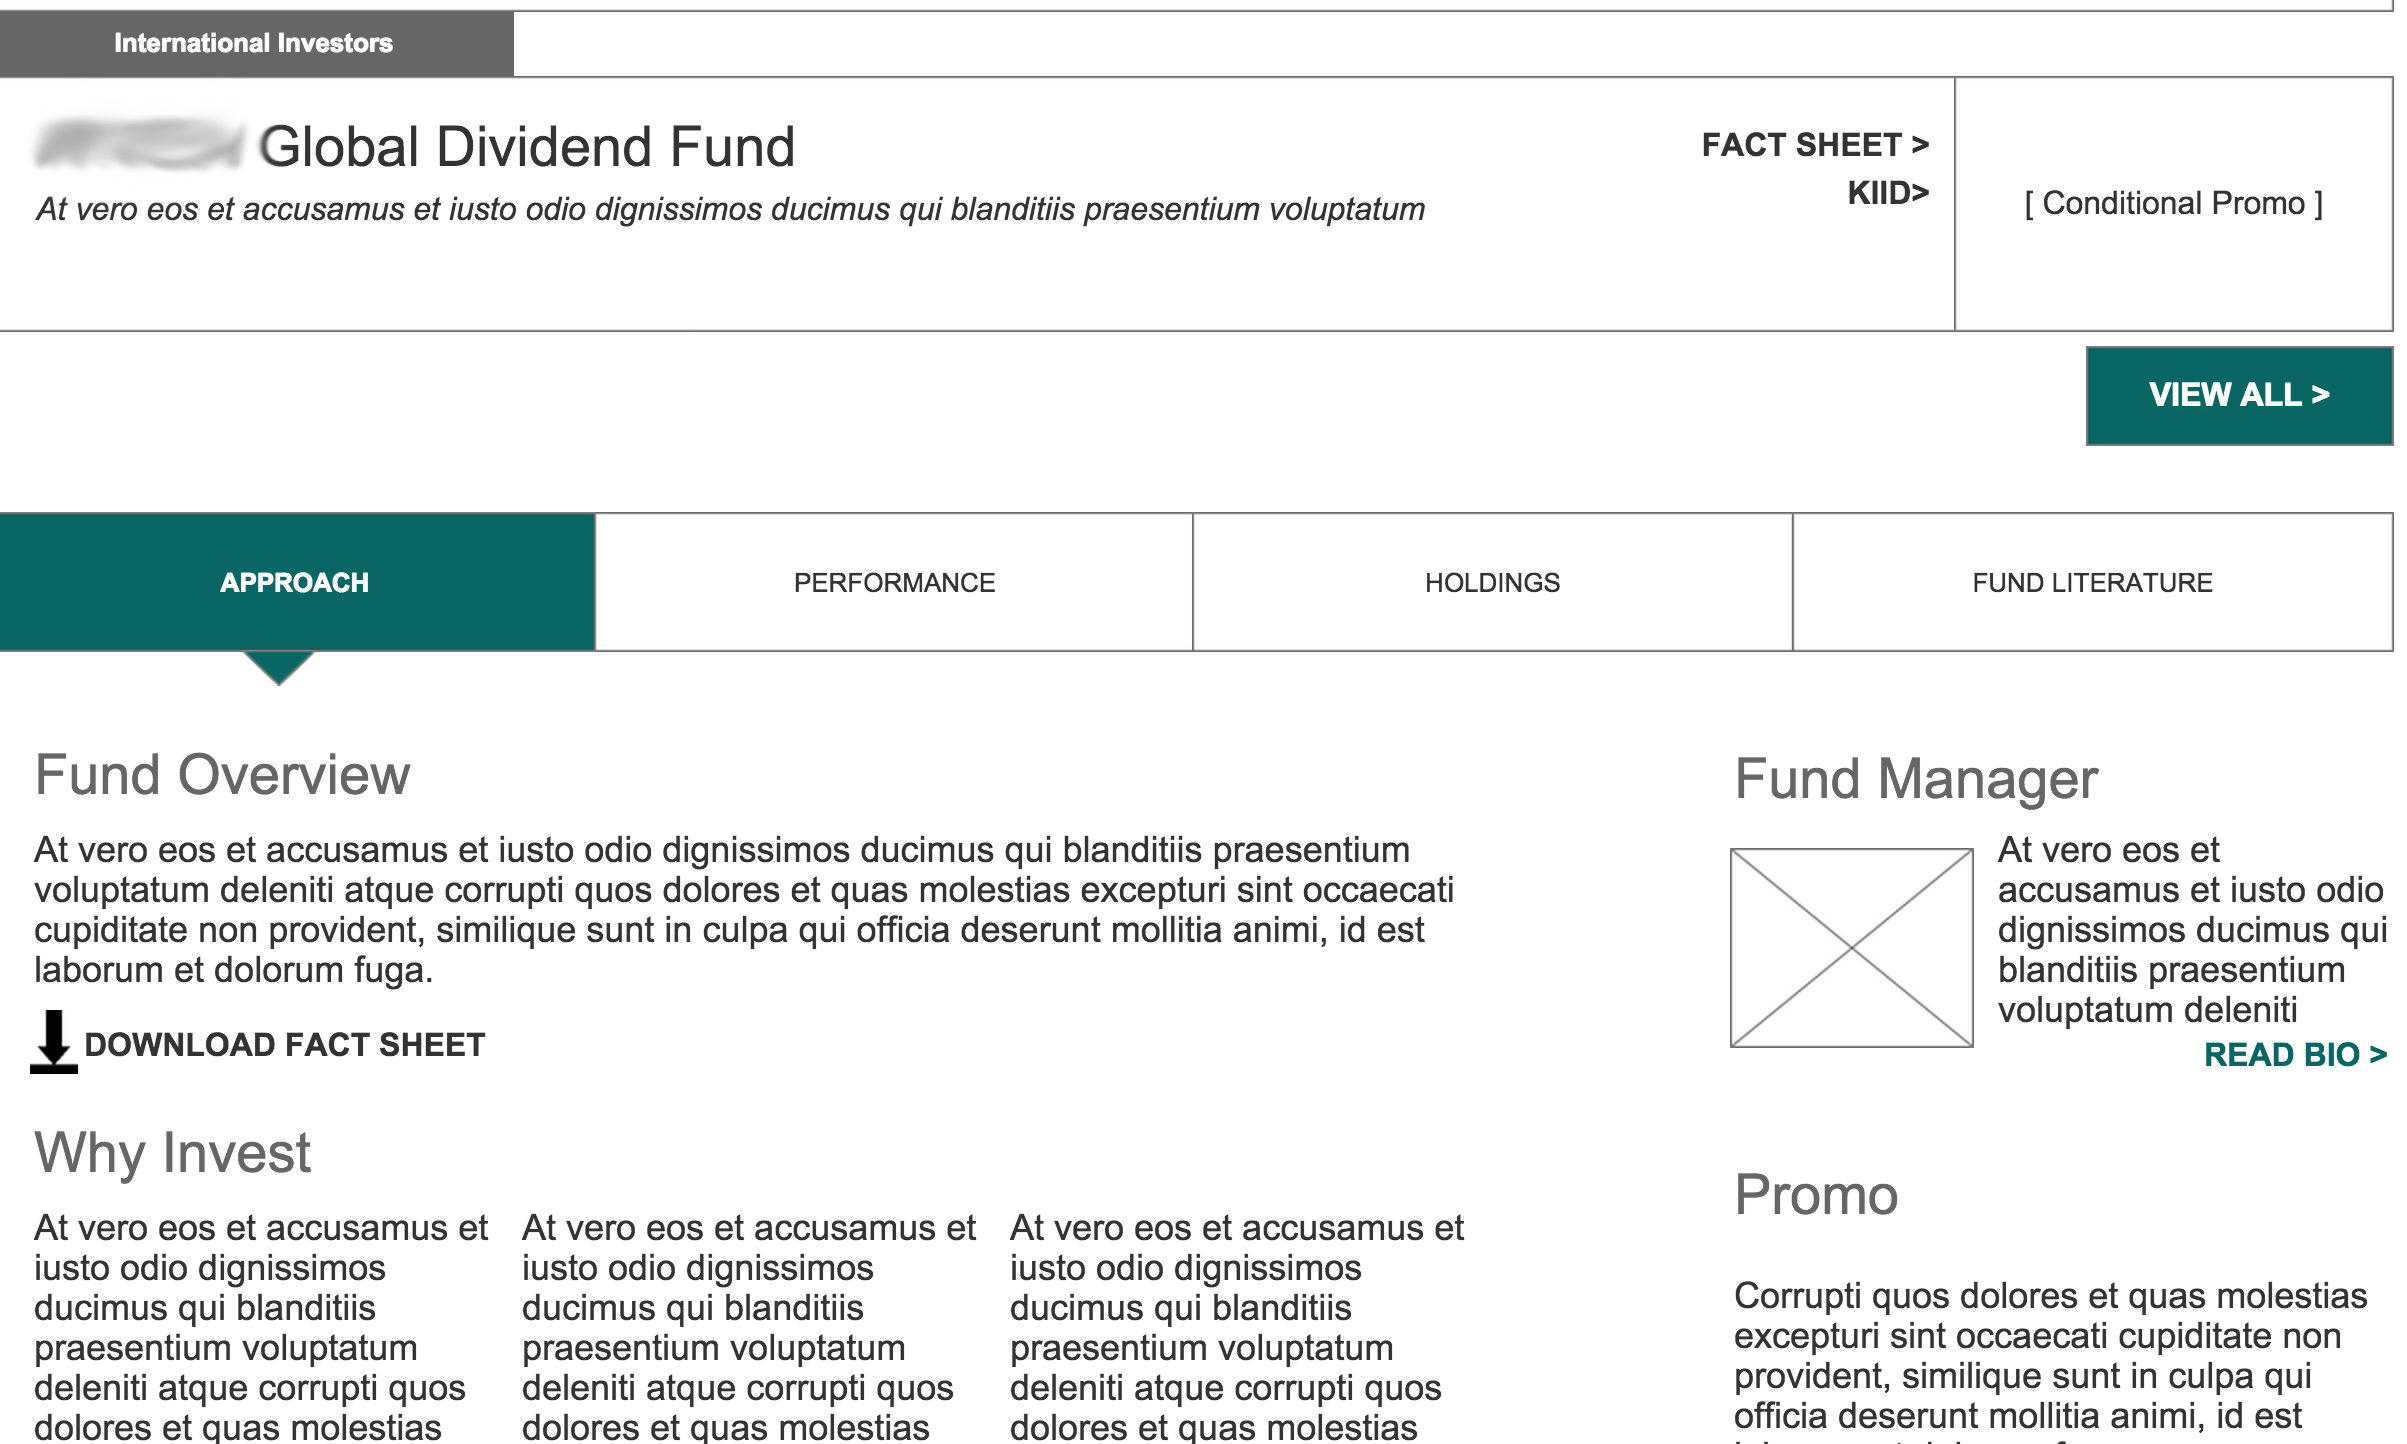 International Investors
Global Dividend Fund
At vero eos et accusamus et iusto odio dignissimos ducimus qui blanditiis praesentium voluptatum
FACT SHEET >
KIID>
[ Conditional Promo ]
VIEW ALL >
APPROACH
PERFORMANCE
HOLDINGS
FUND LITERATURE
Fund Overview
At vero eos et accusamus et iusto odio dignissimos ducimus qui blanditiis praesentium
voluptatum deleniti atque corrupti quos dolores et quas molestias excepturi sint occaecati
cupiditate non provident, similique sunt in culpa qui officia deserunt mollitia animi, id est
laborum et dolorum fuga.
DOWNLOAD FACT SHEET
Why Invest
At vero eos et accusamus et
iusto odio dignissimos
ducimus qui blanditiis
praesentium voluptatum
deleniti atque corrupti quos
dolores et quas molestias
At vero eos et accusamus et
iusto odio dignissimos
ducimus qui blanditiis
praesentium voluptatum
deleniti atque corrupti quos
dolores et quas molestias
At vero eos et accusamus et
iusto odio dignissimos
ducimus qui blanditiis
praesentium voluptatum
deleniti atque corrupti quos
dolores et quas molestias
Fund Manager
At vero eos et
accusamus et iusto odio
dignissimos ducimus qui
blanditiis praesentium
voluptatum deleniti
READ BIO >
Promo
Corrupti quos dolores et quas molestias
excepturi sint occaecati cupiditate non
provident, similique sunt in culpa qui
officia deserunt mollitia animi, id est